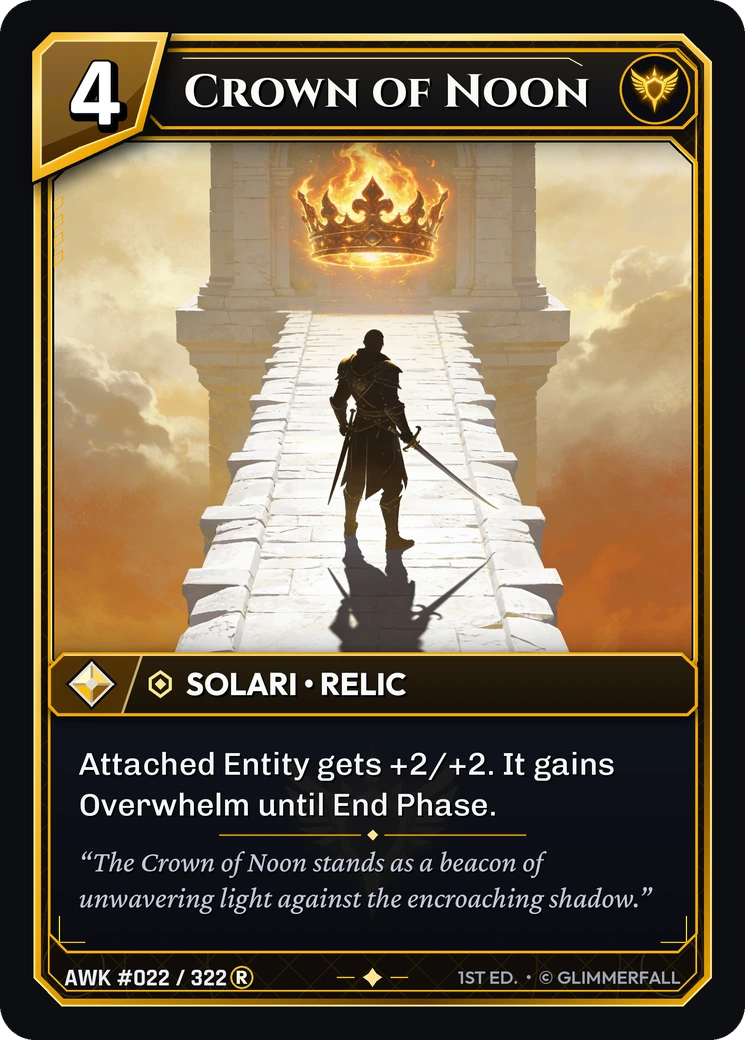 4
CROWN OF NOON
SOLARI • RELIC
Attached Entity gets +2/+2. It gains
Overwhelm until End Phase.
“The Crown of Noon stands as a beacon of
unwavering light against the encroaching shadow.”
AWK #022 / 322 R
1ST ED. • © GLIMMERFALL